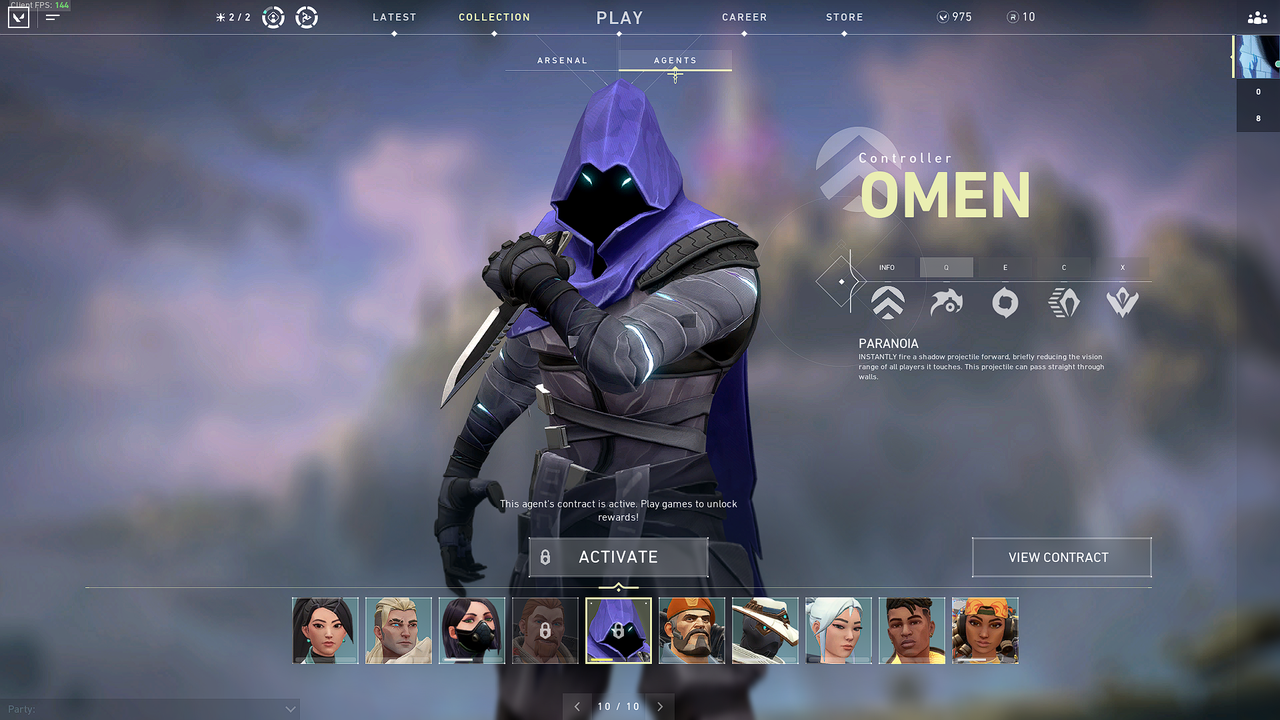 Client FPS: 144
2 / 2
LATEST
COLLECTION
PLAY
CAREER
STORE
975
10
ARSENAL
AGENTS
0
8
Controller
OMEN
INFO
Q
E
C
X
PARANOIA
INSTANTLY fire a shadow projectile forward, briefly reducing the vision
range of all players it touches. This projectile can pass straight through
walls.
This agent's contract is active. Play games to unlock
rewards!
ACTIVATE
VIEW CONTRACT
Party:
10 / 10